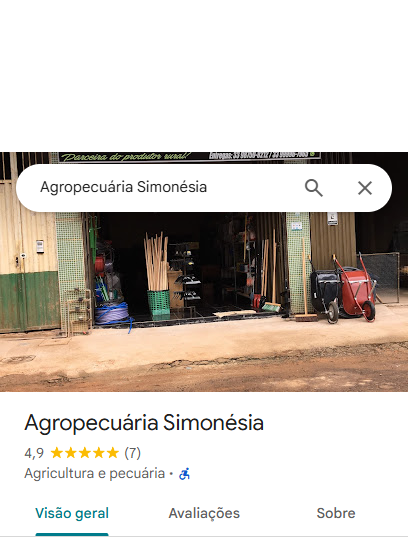 Parceira do produtor rural!
Entregas: 33
Agropecuária Simonésia
Agropecuária Simonésia
4,9 (7)
Agricultura e pecuária ·
Visão geral
Avaliações
Sobre